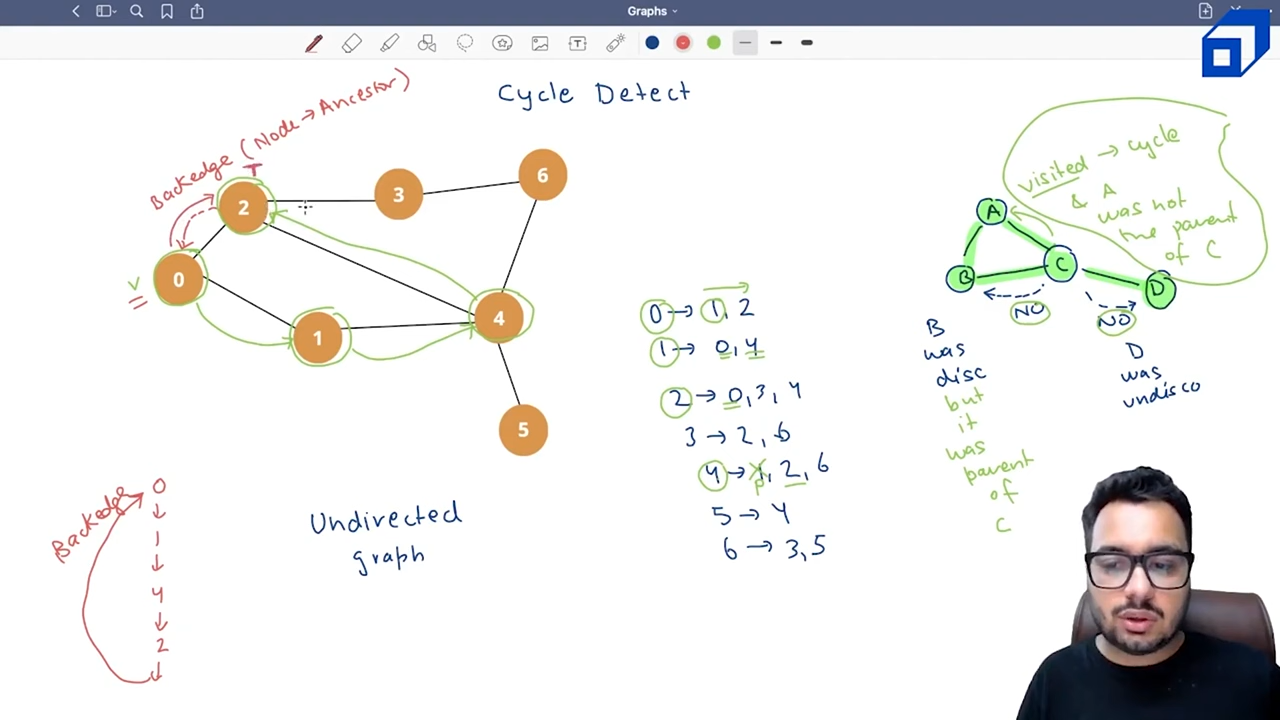 Graphs
Cycle Detect
Backedge (Node → Ancestor)
T
2
3
6
0
v
1
4
5
0 → 1, 2
1 → 0, 4
2 → 0, 3, 4
3 → 2, 6
4 → 1, 2, 6
p
5 → 4
6 → 3, 5
Undirected
graph
Backedge
0
↓
1
↓
4
↓
2
↓
visited → cycle
& A
was not
the parent
of C
A
B
C
D
NO
NO
B
was
disc
but
it
was
parent
of
C
D
was
undisco